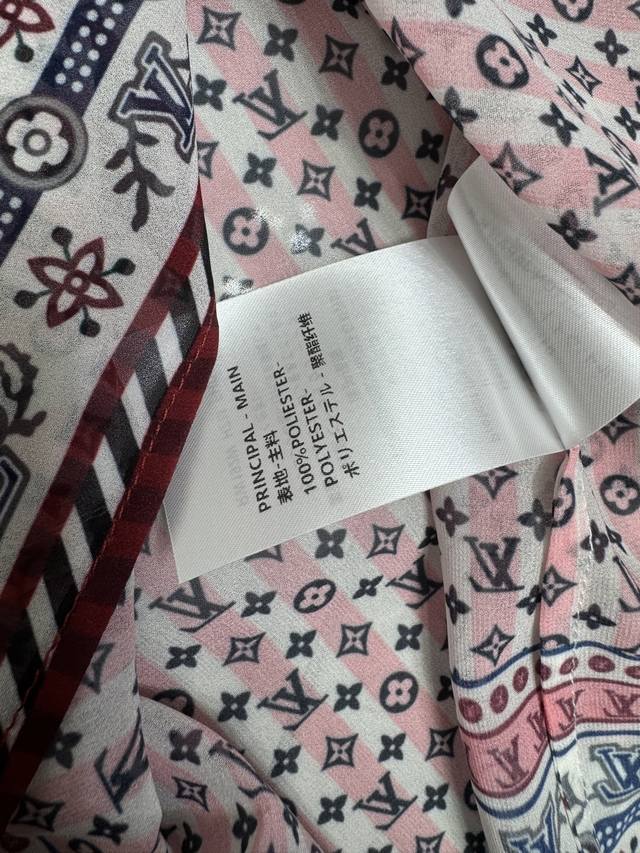 PRINCIPAL - MAIN
表地-主料
100%POLIESTER-
POLYESTER-
ポリエステル - 聚酯纤维